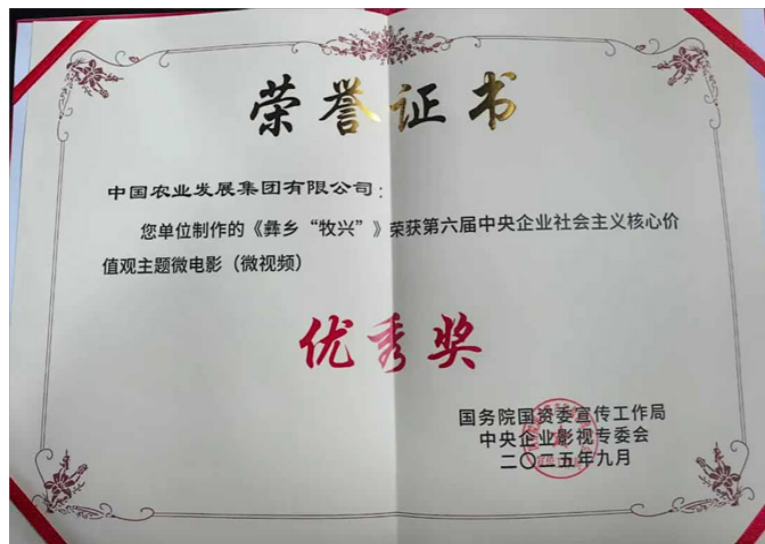 荣誉证书
中国农业发展集团有限公司：
您单位制作的《彝乡“牧兴”》荣获第六届中央企业社会主义核心价
值观主题微电影（微视频）
优秀奖
国务院国资委宣传工作局
中央企业影视专委会
二〇二五年九月